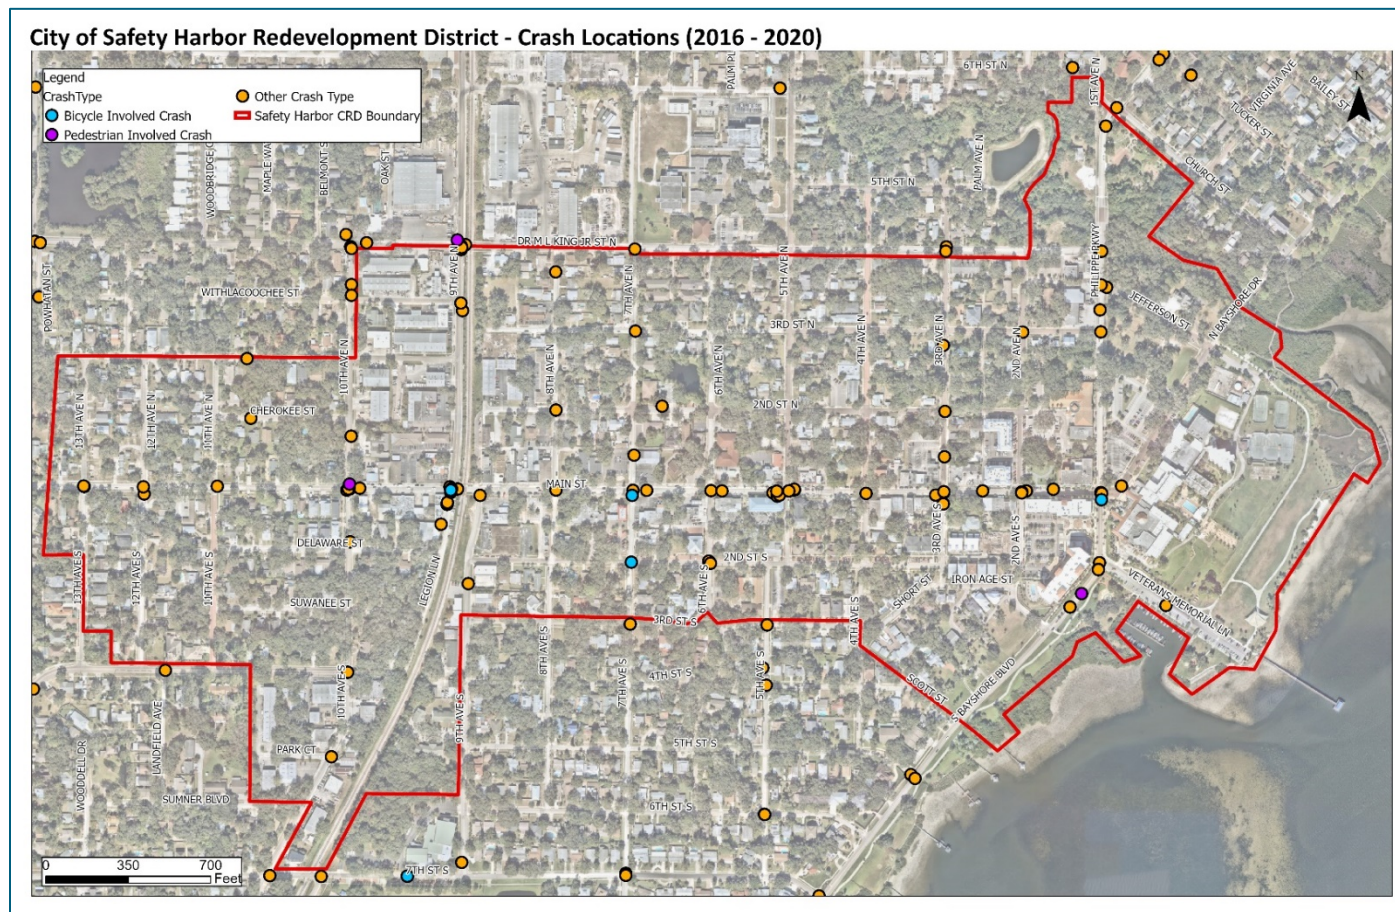 City of Safety Harbor Redevelopment District - Crash Locations (2016 - 2020)
Legend
CrashType
Other Crash Type
Bicycle Involved Crash
Safety Harbor CRD Boundary
Pedestrian Involved Crash
6TH ST N
1ST AVE N
VIRGINIA AVE
BAILEY ST
TUCKER ST
N
MAPLE WA
BELMONT S
OAK ST
PALM AVE N
5TH ST N
CHURCH ST
DR M L KING JR ST N
9TH AVE N
7TH AVE N
5TH AVE N
PHILIPPE PKWY
POWHATAN ST
WITHLACOOCHEE ST
JEFFERSON ST
N BAYSHORE DR
3RD ST N
10TH AVE N
8TH AVE N
6TH AVE N
4TH AVE N
3RD AVE N
2ND AVE N
13TH AVE N
12TH AVE N
11TH AVE N
CHEROKEE ST
2ND ST N
MAIN ST
DELAWARE ST
3RD AVE S
2ND AVE S
2ND ST S
13TH AVE S
12TH AVE S
11TH AVE S
LEGION LN
SUWANEE ST
6TH AVE S
SHORT ST
IRON AGE ST
VETERANS MEMORIAL LN
3RD ST S
4TH AVE S
8TH AVE S
7TH AVE S
5TH AVE S
4TH ST S
10TH AVE S
9TH AVE S
SCOTT ST
S BAYSHORE BLVD
LANDFIELD AVE
WOODDELL DR
PARK CT
5TH ST S
SUMNER BLVD
6TH ST S
7TH ST S
0 350 700
Feet